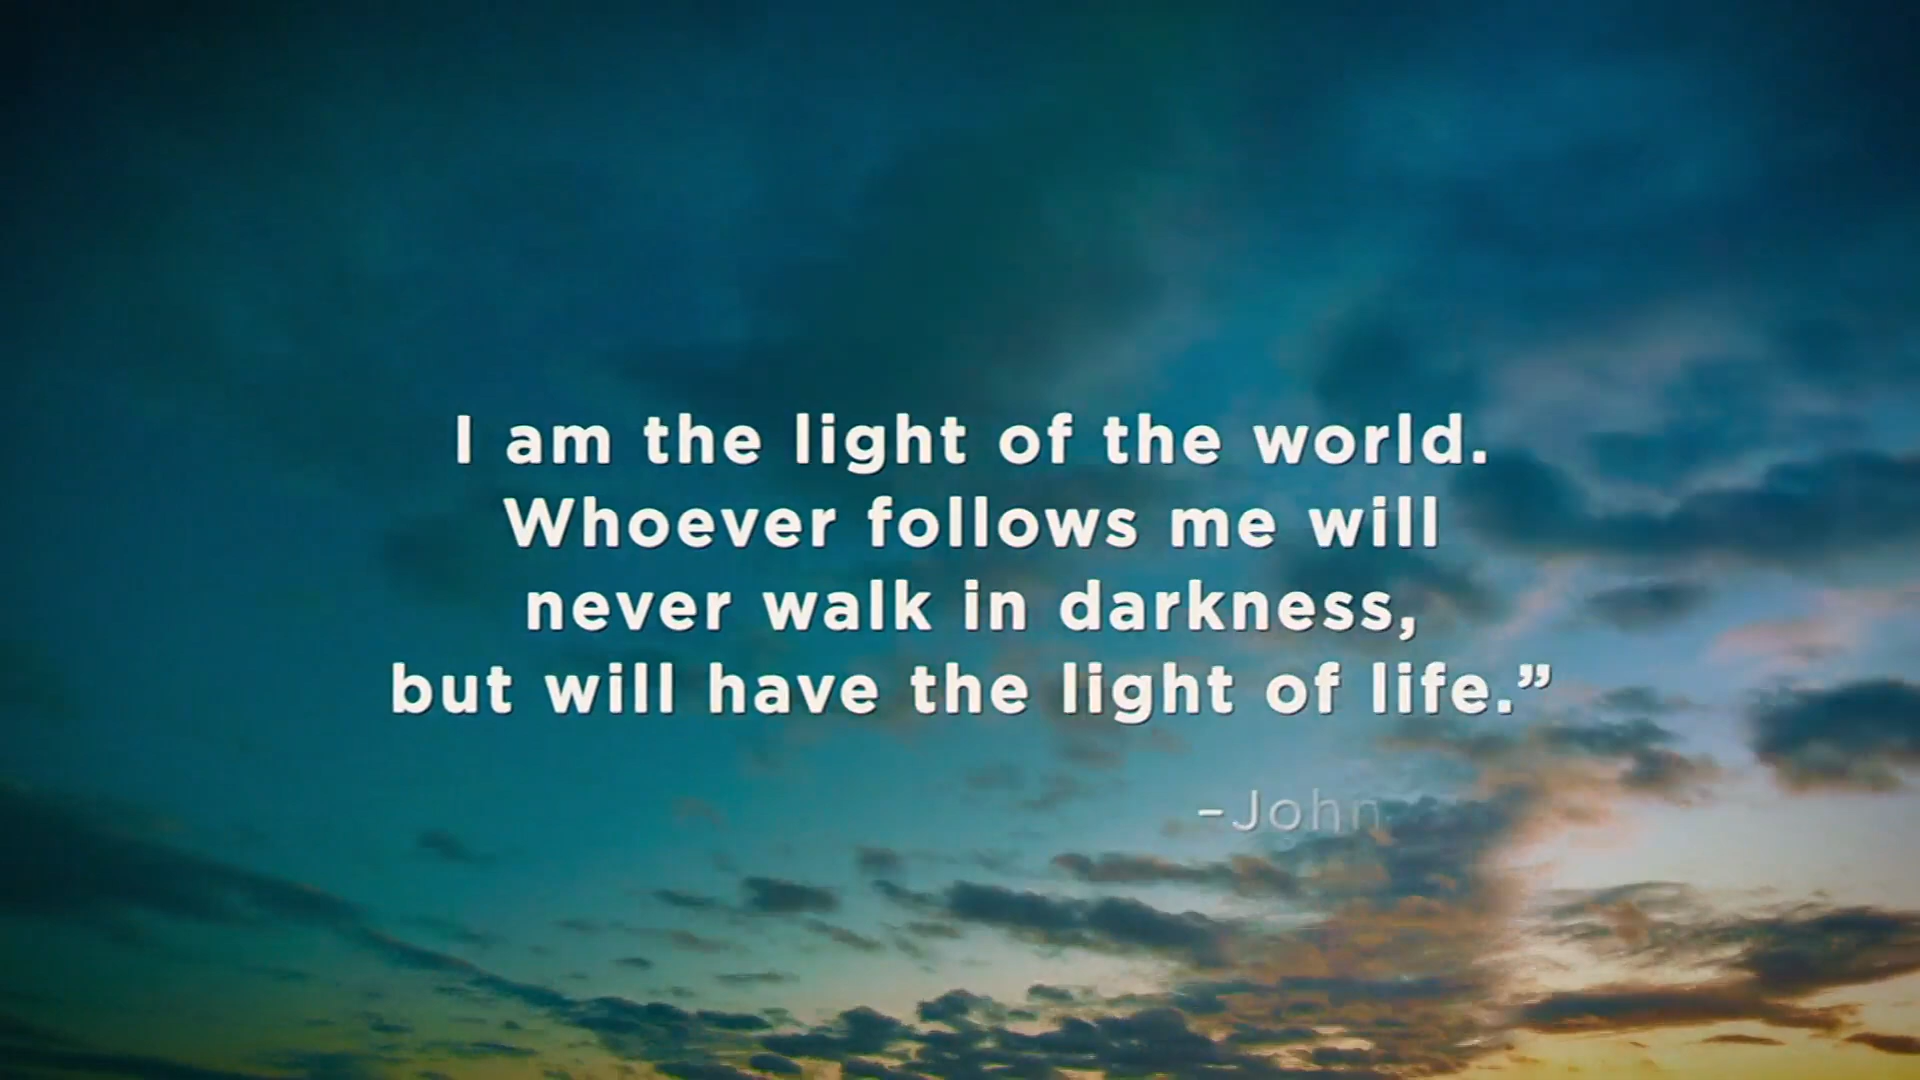 I am the light of the world.
Whoever follows me will
never walk in darkness,
but will have the light of life.”
–John